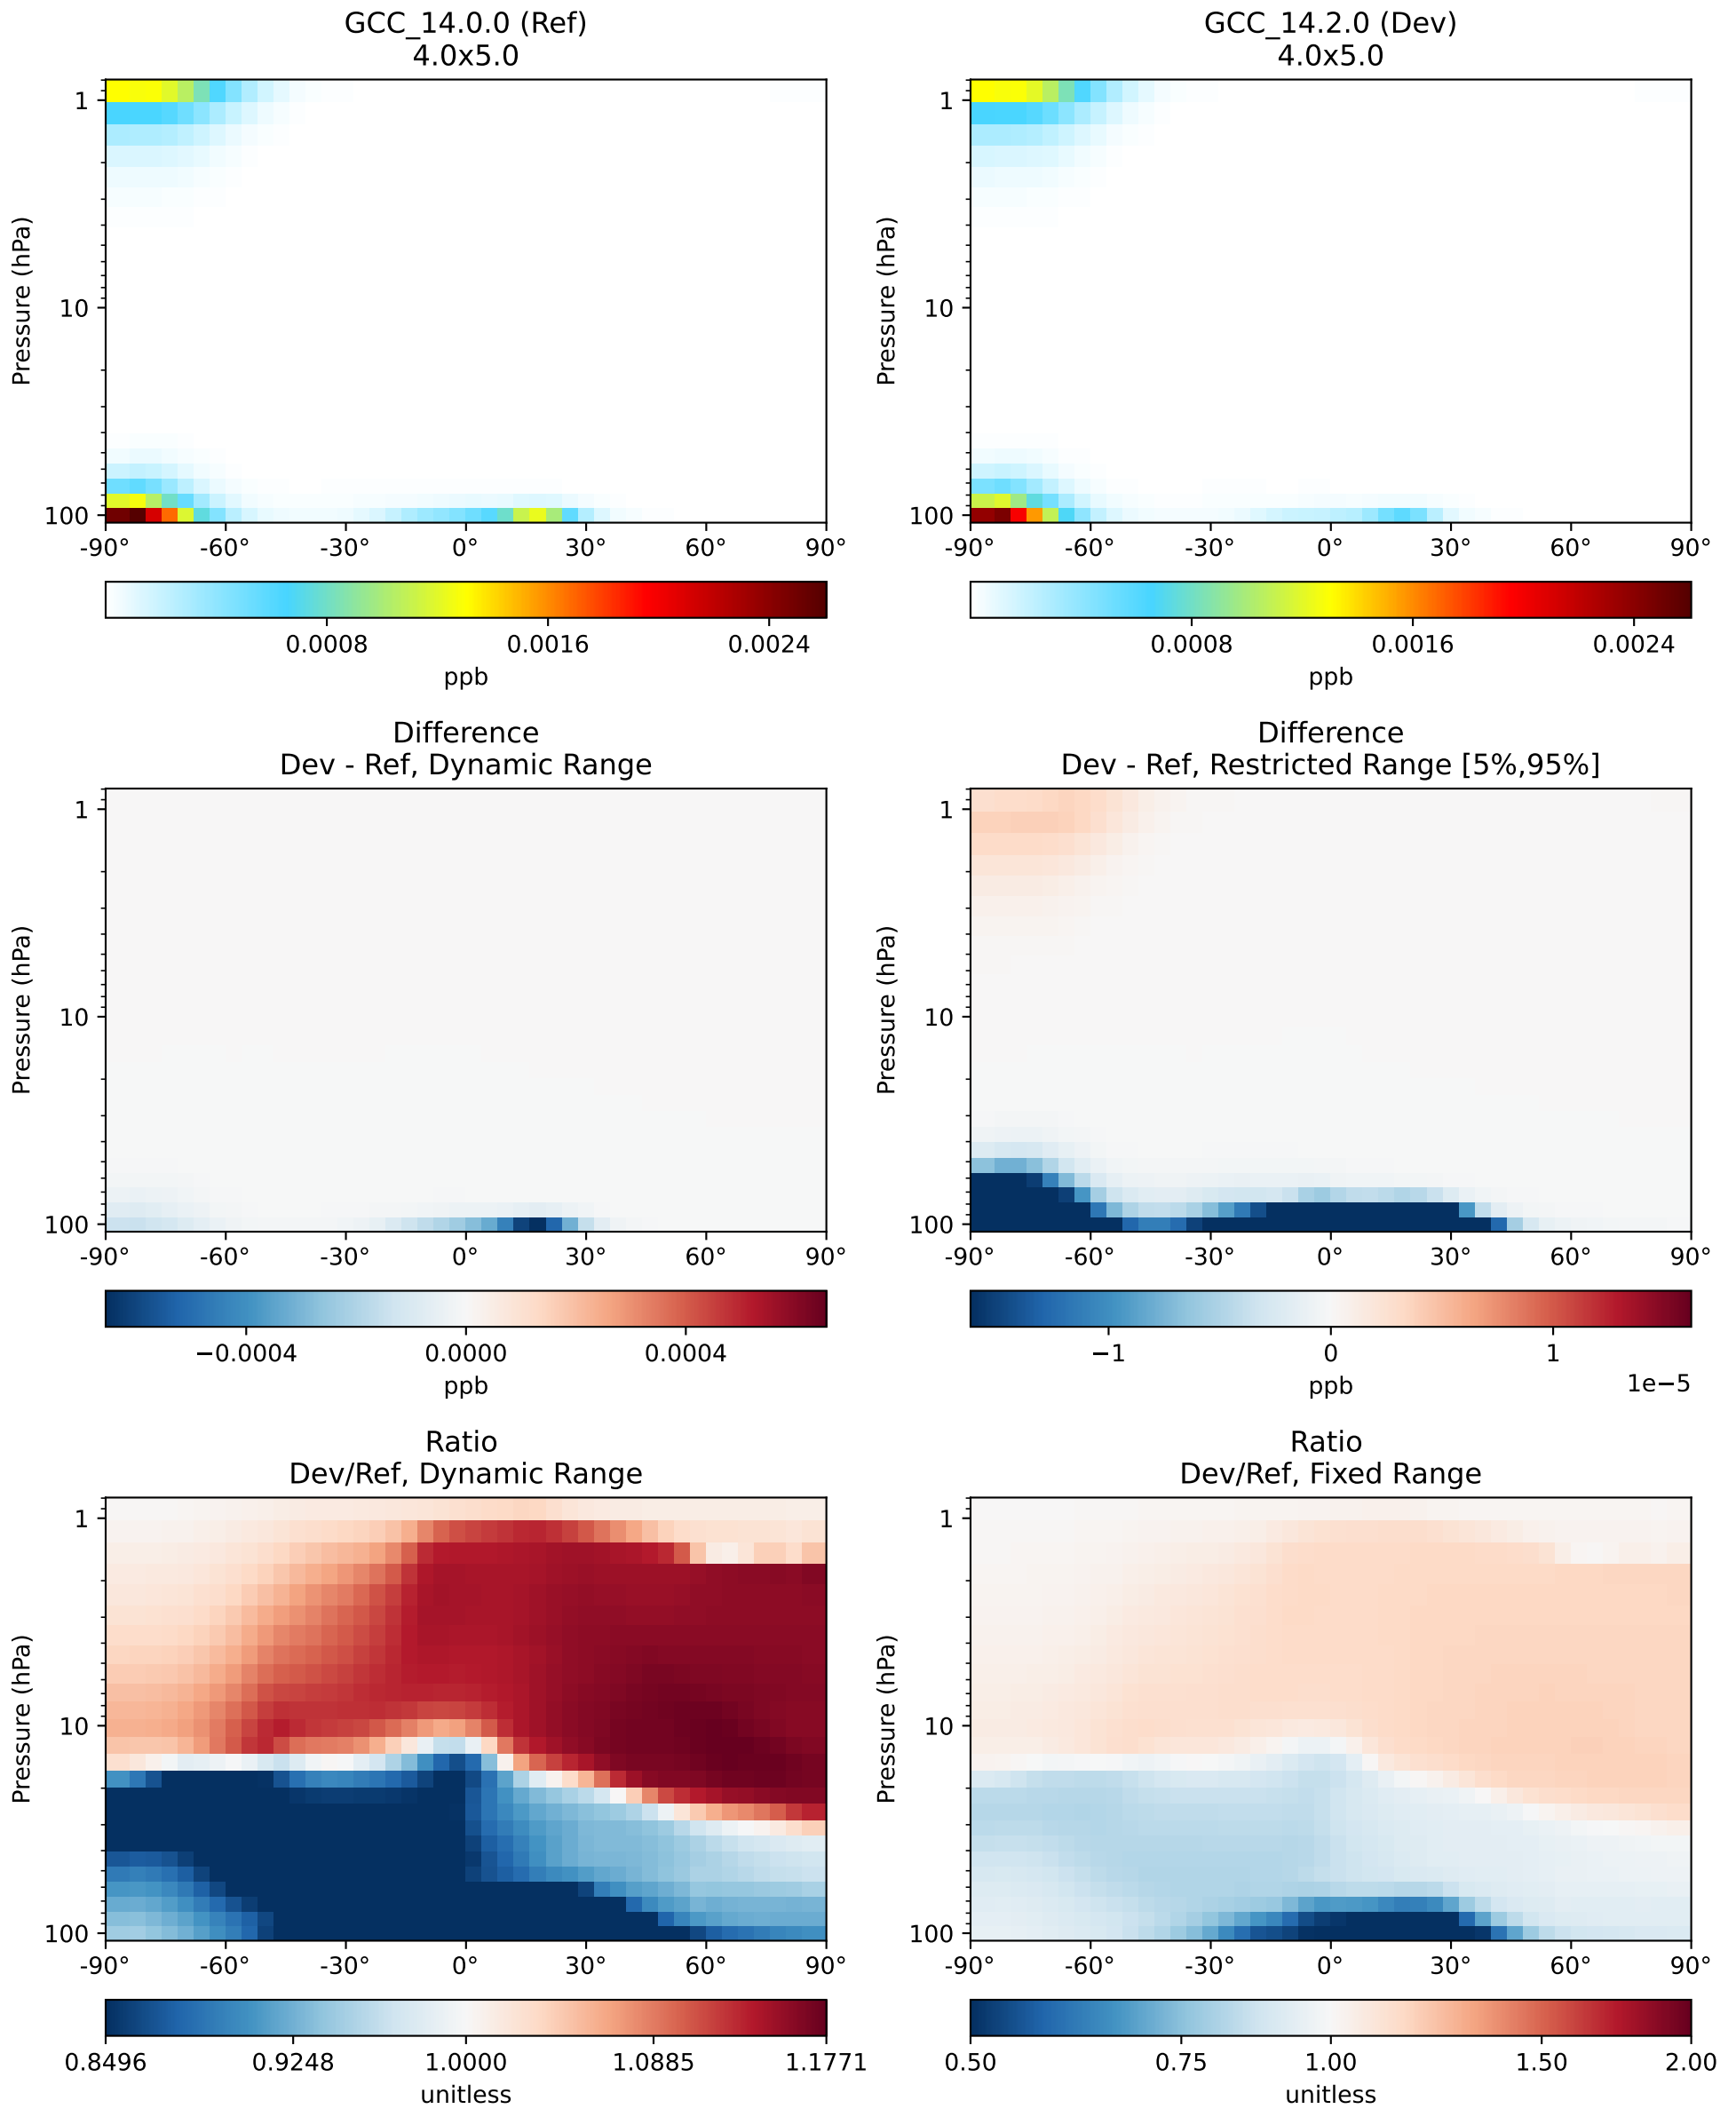 GCC_14.0.0 (Ref)
4.0x5.0
GCC_14.2.0 (Dev)
4.0x5.0
Pressure (hPa)
1
10
100
-90° -60° -30° 0° 30° 60° 90°
0.0008 0.0016 0.0024
ppb
Pressure (hPa)
1
10
100
-90° -60° -30° 0° 30° 60° 90°
0.0008 0.0016 0.0024
ppb
Difference
Dev - Ref, Dynamic Range
Pressure (hPa)
1
10
100
-90° -60° -30° 0° 30° 60° 90°
−0.0004 0.0000 0.0004
ppb
Difference
Dev - Ref, Restricted Range [5%,95%]
Pressure (hPa)
1
10
100
-90° -60° -30° 0° 30° 60° 90°
−1 0 1
1e−5
ppb
Ratio
Dev/Ref, Dynamic Range
Pressure (hPa)
1
10
100
-90° -60° -30° 0° 30° 60° 90°
0.8496 0.9248 1.0000 1.0885 1.1771
unitless
Ratio
Dev/Ref, Fixed Range
Pressure (hPa)
1
10
100
-90° -60° -30° 0° 30° 60° 90°
0.50 0.75 1.00 1.50 2.00
unitless